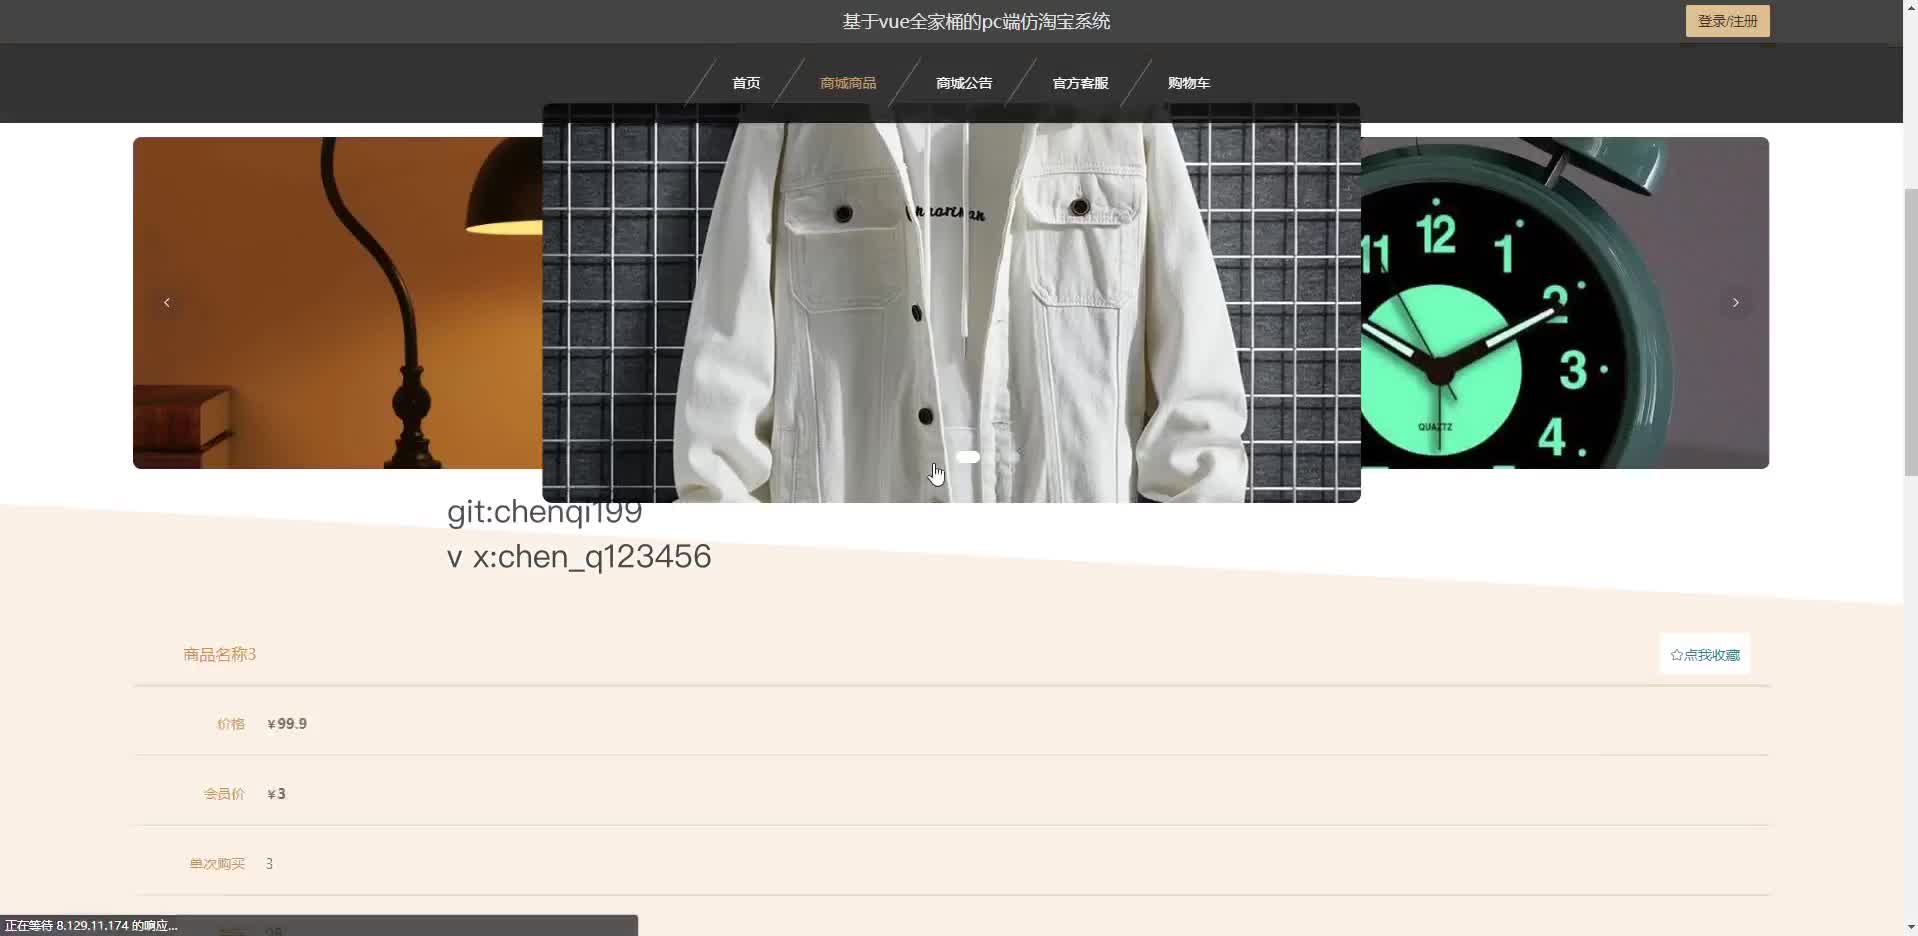 基于vue全家桶的pc端仿淘宝系统
登录/注册
首页
商城商品
商城公告
官方客服
购物车
12
11
1
2
3
4
QUARTZ
git:chenqi199
v x:chen_q123456
商品名称3
☆点我收藏
价格 ¥99.9
会员价 ¥3
单次购买 3
正在等待 8.129.11.174 的响应...